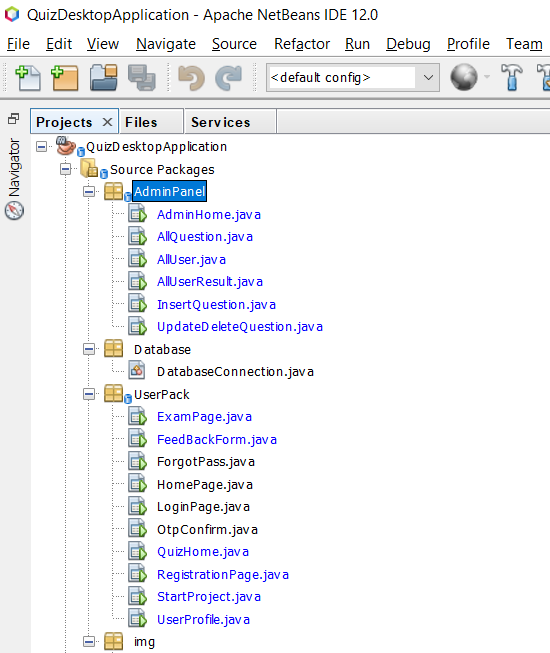 QuizDesktopApplication - Apache NetBeans IDE 12.0
File Edit View Navigate Source Refactor Run Debug Profile Team
<default config>
Projects Files Services
Navigator
QuizDesktopApplication
Source Packages
AdminPanel
AdminHome.java
AllQuestion.java
AllUser.java
AllUserResult.java
InsertQuestion.java
UpdateDeleteQuestion.java
Database
DatabaseConnection.java
UserPack
ExamPage.java
FeedBackForm.java
ForgotPass.java
HomePage.java
LoginPage.java
OtpConfirm.java
QuizHome.java
RegistrationPage.java
StartProject.java
UserProfile.java
img